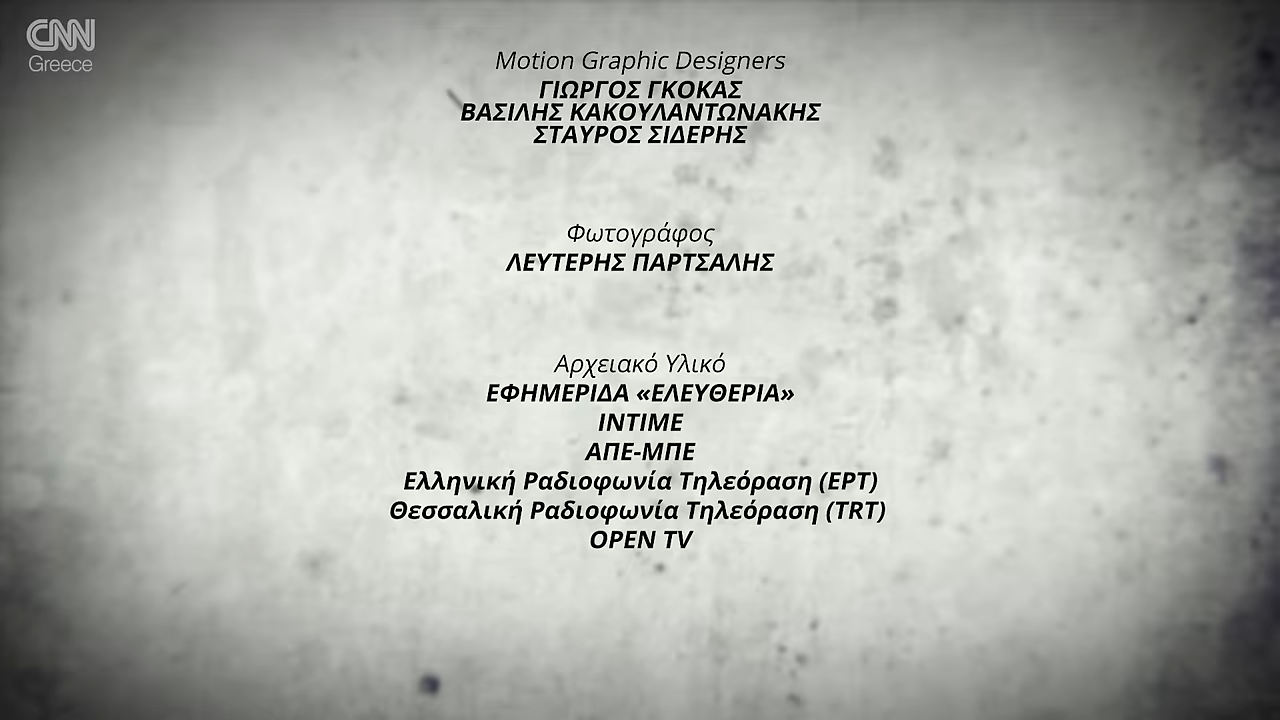 CNN
Greece
Motion Graphic Designers
ΓΙΩΡΓΟΣ ΓΚΟΚΑΣ
ΒΑΣΙΛΗΣ ΚΑΚΟΥΛΑΝΤΩΝΑΚΗΣ
ΣΤΑΥΡΟΣ ΣΙΔΕΡΗΣ
Φωτογράφος
ΛΕΥΤΕΡΗΣ ΠΑΡΤΣΑΛΗΣ
Αρχειακό Υλικό
ΕΦΗΜΕΡΙΔΑ «ΕΛΕΥΘΕΡΙΑ»
INTIME
ΑΠΕ-ΜΠΕ
Ελληνική Ραδιοφωνία Τηλεόραση (ΕΡΤ)
Θεσσαλική Ραδιοφωνία Τηλεόραση (TRT)
OPEN TV